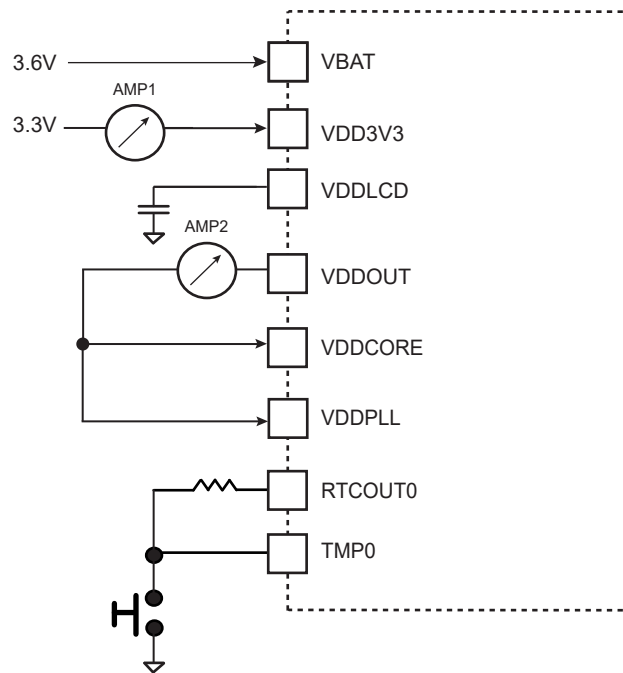 3.6V
VBAT
AMP1
3.3V
VDD3V3
VDDLCD
AMP2
VDDOUT
VDDCORE
VDDPLL
RTCOUT0
TMP0